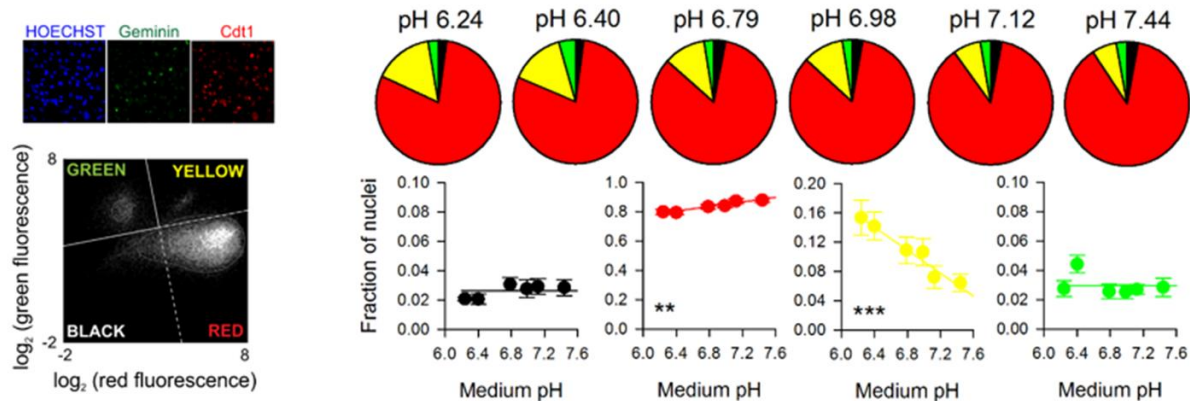 HOECHST Geminin Cdt1
8
GREEN YELLOW
BLACK RED
-2
-2 8
log₂ (green fluorescence)
log₂ (red fluorescence)
pH 6.24 pH 6.40 pH 6.79 pH 6.98 pH 7.12 pH 7.44
Fraction of nuclei
0.10
0.08
0.06
0.04
0.02
0.00
6.0 6.4 6.8 7.2 7.6
Medium pH
1.0
0.8
0.6
0.4
0.2
0.0
**
6.0 6.4 6.8 7.2 7.6
Medium pH
0.20
0.16
0.12
0.08
0.04
0.00
***
6.0 6.4 6.8 7.2 7.6
Medium pH
0.10
0.08
0.06
0.04
0.02
0.00
6.0 6.4 6.8 7.2 7.6
Medium pH